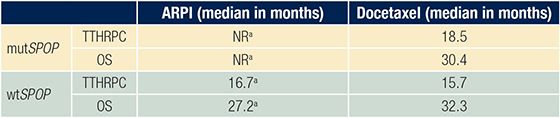 ARPI (median in months) Docetaxel (median in months)
mutSPOP TTHRPC NRª 18.5
OS NRª 30.4
wtSPOP TTHRPC 16.7ª 15.7
OS 27.2ª 32.3